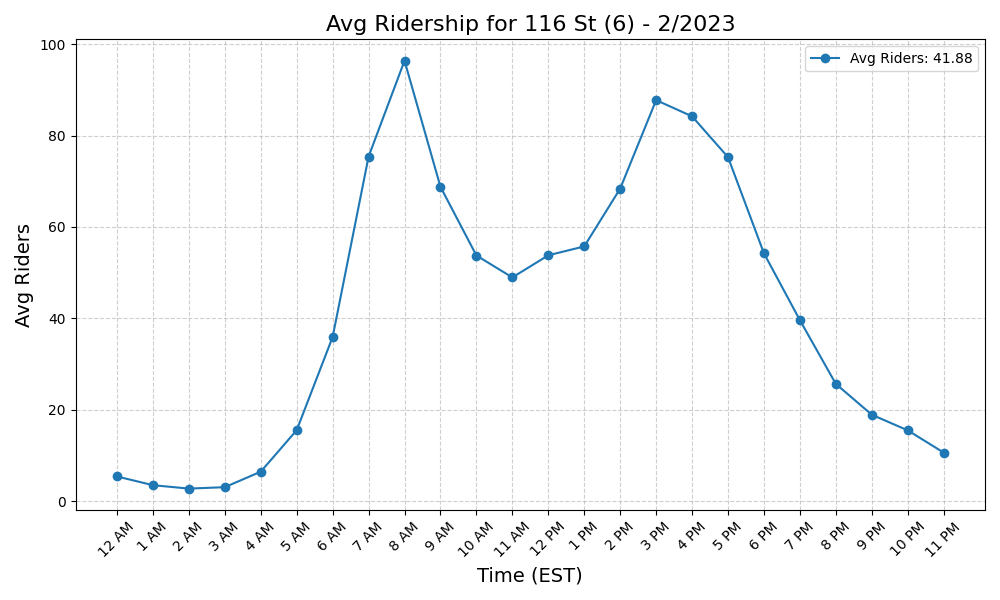 Avg Ridership for 116 St (6) - 2/2023
Avg Riders: 41.88
Avg Riders
100
80
60
40
20
0
12 AM
1 AM
2 AM
3 AM
4 AM
5 AM
6 AM
7 AM
8 AM
9 AM
10 AM
11 AM
12 PM
1 PM
2 PM
3 PM
4 PM
5 PM
6 PM
7 PM
8 PM
9 PM
10 PM
11 PM
Time (EST)